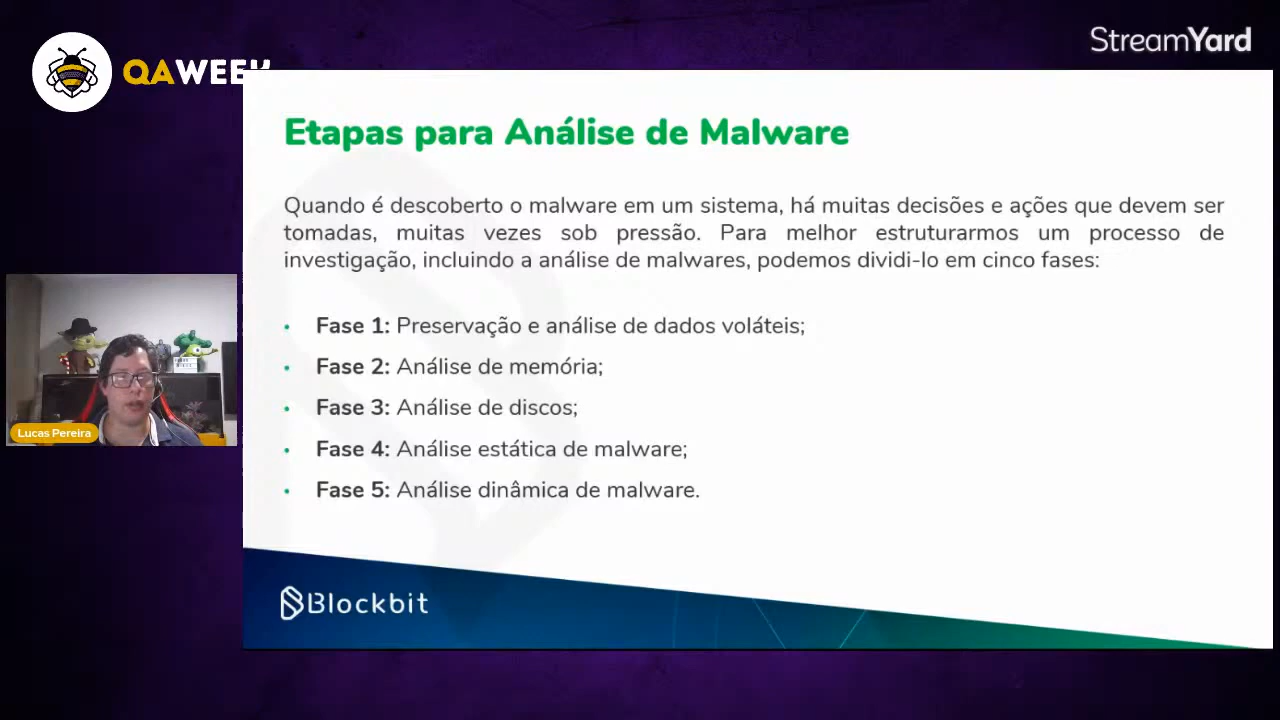 StreamYard
QAWEEK
Etapas para Análise de Malware
Quando é descoberto o malware em um sistema, há muitas decisões e ações que devem ser
tomadas, muitas vezes sob pressão. Para melhor estruturarmos um processo de
investigação, incluindo a análise de malwares, podemos dividi-lo em cinco fases:
• Fase 1: Preservação e análise de dados voláteis;
• Fase 2: Análise de memória;
• Fase 3: Análise de discos;
• Fase 4: Análise estática de malware;
• Fase 5: Análise dinâmica de malware.
Lucas Pereira
Blockbit